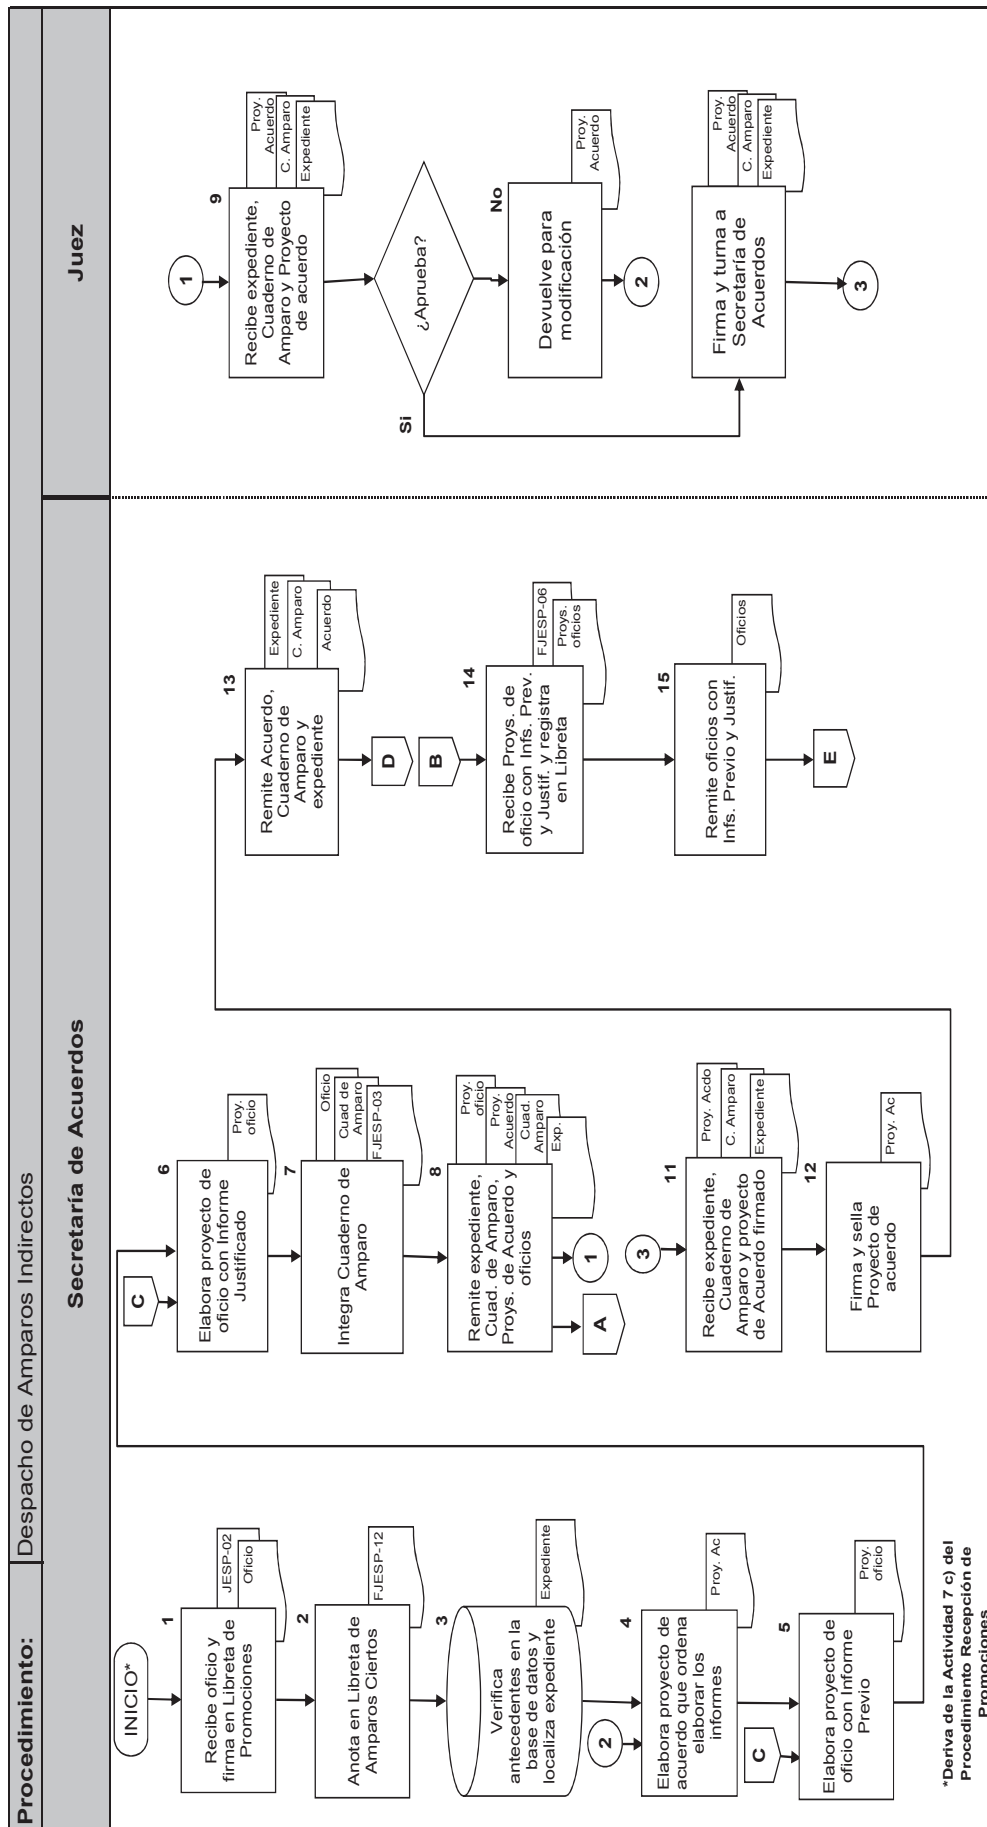 Procedimiento:
Despacho de Amparos Indirectos
Secretaría de Acuerdos
Juez
INICIO*
1
Recibe oficio y
firma en Libreta de
Promociones
JESP-02
Oficio
2
Anota en Libreta de
Amparos Ciertos
FJESP-12
3
Verifica
antecedentes en la
base de datos y
localiza expediente
Expediente
2
4
Elabora proyecto de
acuerdo que ordena
elaborar los
informes
Proy. Ac
C
5
Elabora proyecto de
oficio con Informe
Previo
Proy.
oficio
*Deriva de la Actividad 7 c) del
Procedimiento Recepción de
Promociones
C
6
Elabora proyecto de
oficio con Informe
Justificado
Proy.
oficio
7
Integra Cuaderno de
Amparo
Oficio
Cuad de
Amparo
FJESP-03
8
Remite expediente,
Cuad. de Amparo,
Proys. de Acuerdo y
oficios
Proy.
oficio
Proy.
Acuerdo
Cuad.
Amparo
Exp.
A
1
3
11
Recibe expediente,
Cuaderno de
Amparo y proyecto
de Acuerdo firmado
Proy. Acdo
C. Amparo
Expediente
12
Firma y sella
Proyecto de
acuerdo
Proy. Ac
13
Remite Acuerdo,
Cuaderno de
Amparo y
expediente
Expediente
C. Amparo
Acuerdo
D
B
14
Recibe Proys. de
oficio con Infs. Prev.
y Justif. y registra
en Libreta
FJESP-06
Proys.
oficios
15
Remite oficios con
Infs. Previo y Justif.
Oficios
E
1
9
Recibe expediente,
Cuaderno de
Amparo y Proyecto
de acuerdo
Proy.
Acuerdo
C. Amparo
Expediente
¿Aprueba?
Si
No
Devuelve para
modificación
Proy.
Acuerdo
2
Firma y turna a
Secretaría de
Acuerdos
Proy.
Acuerdo
C. Amparo
Expediente
3